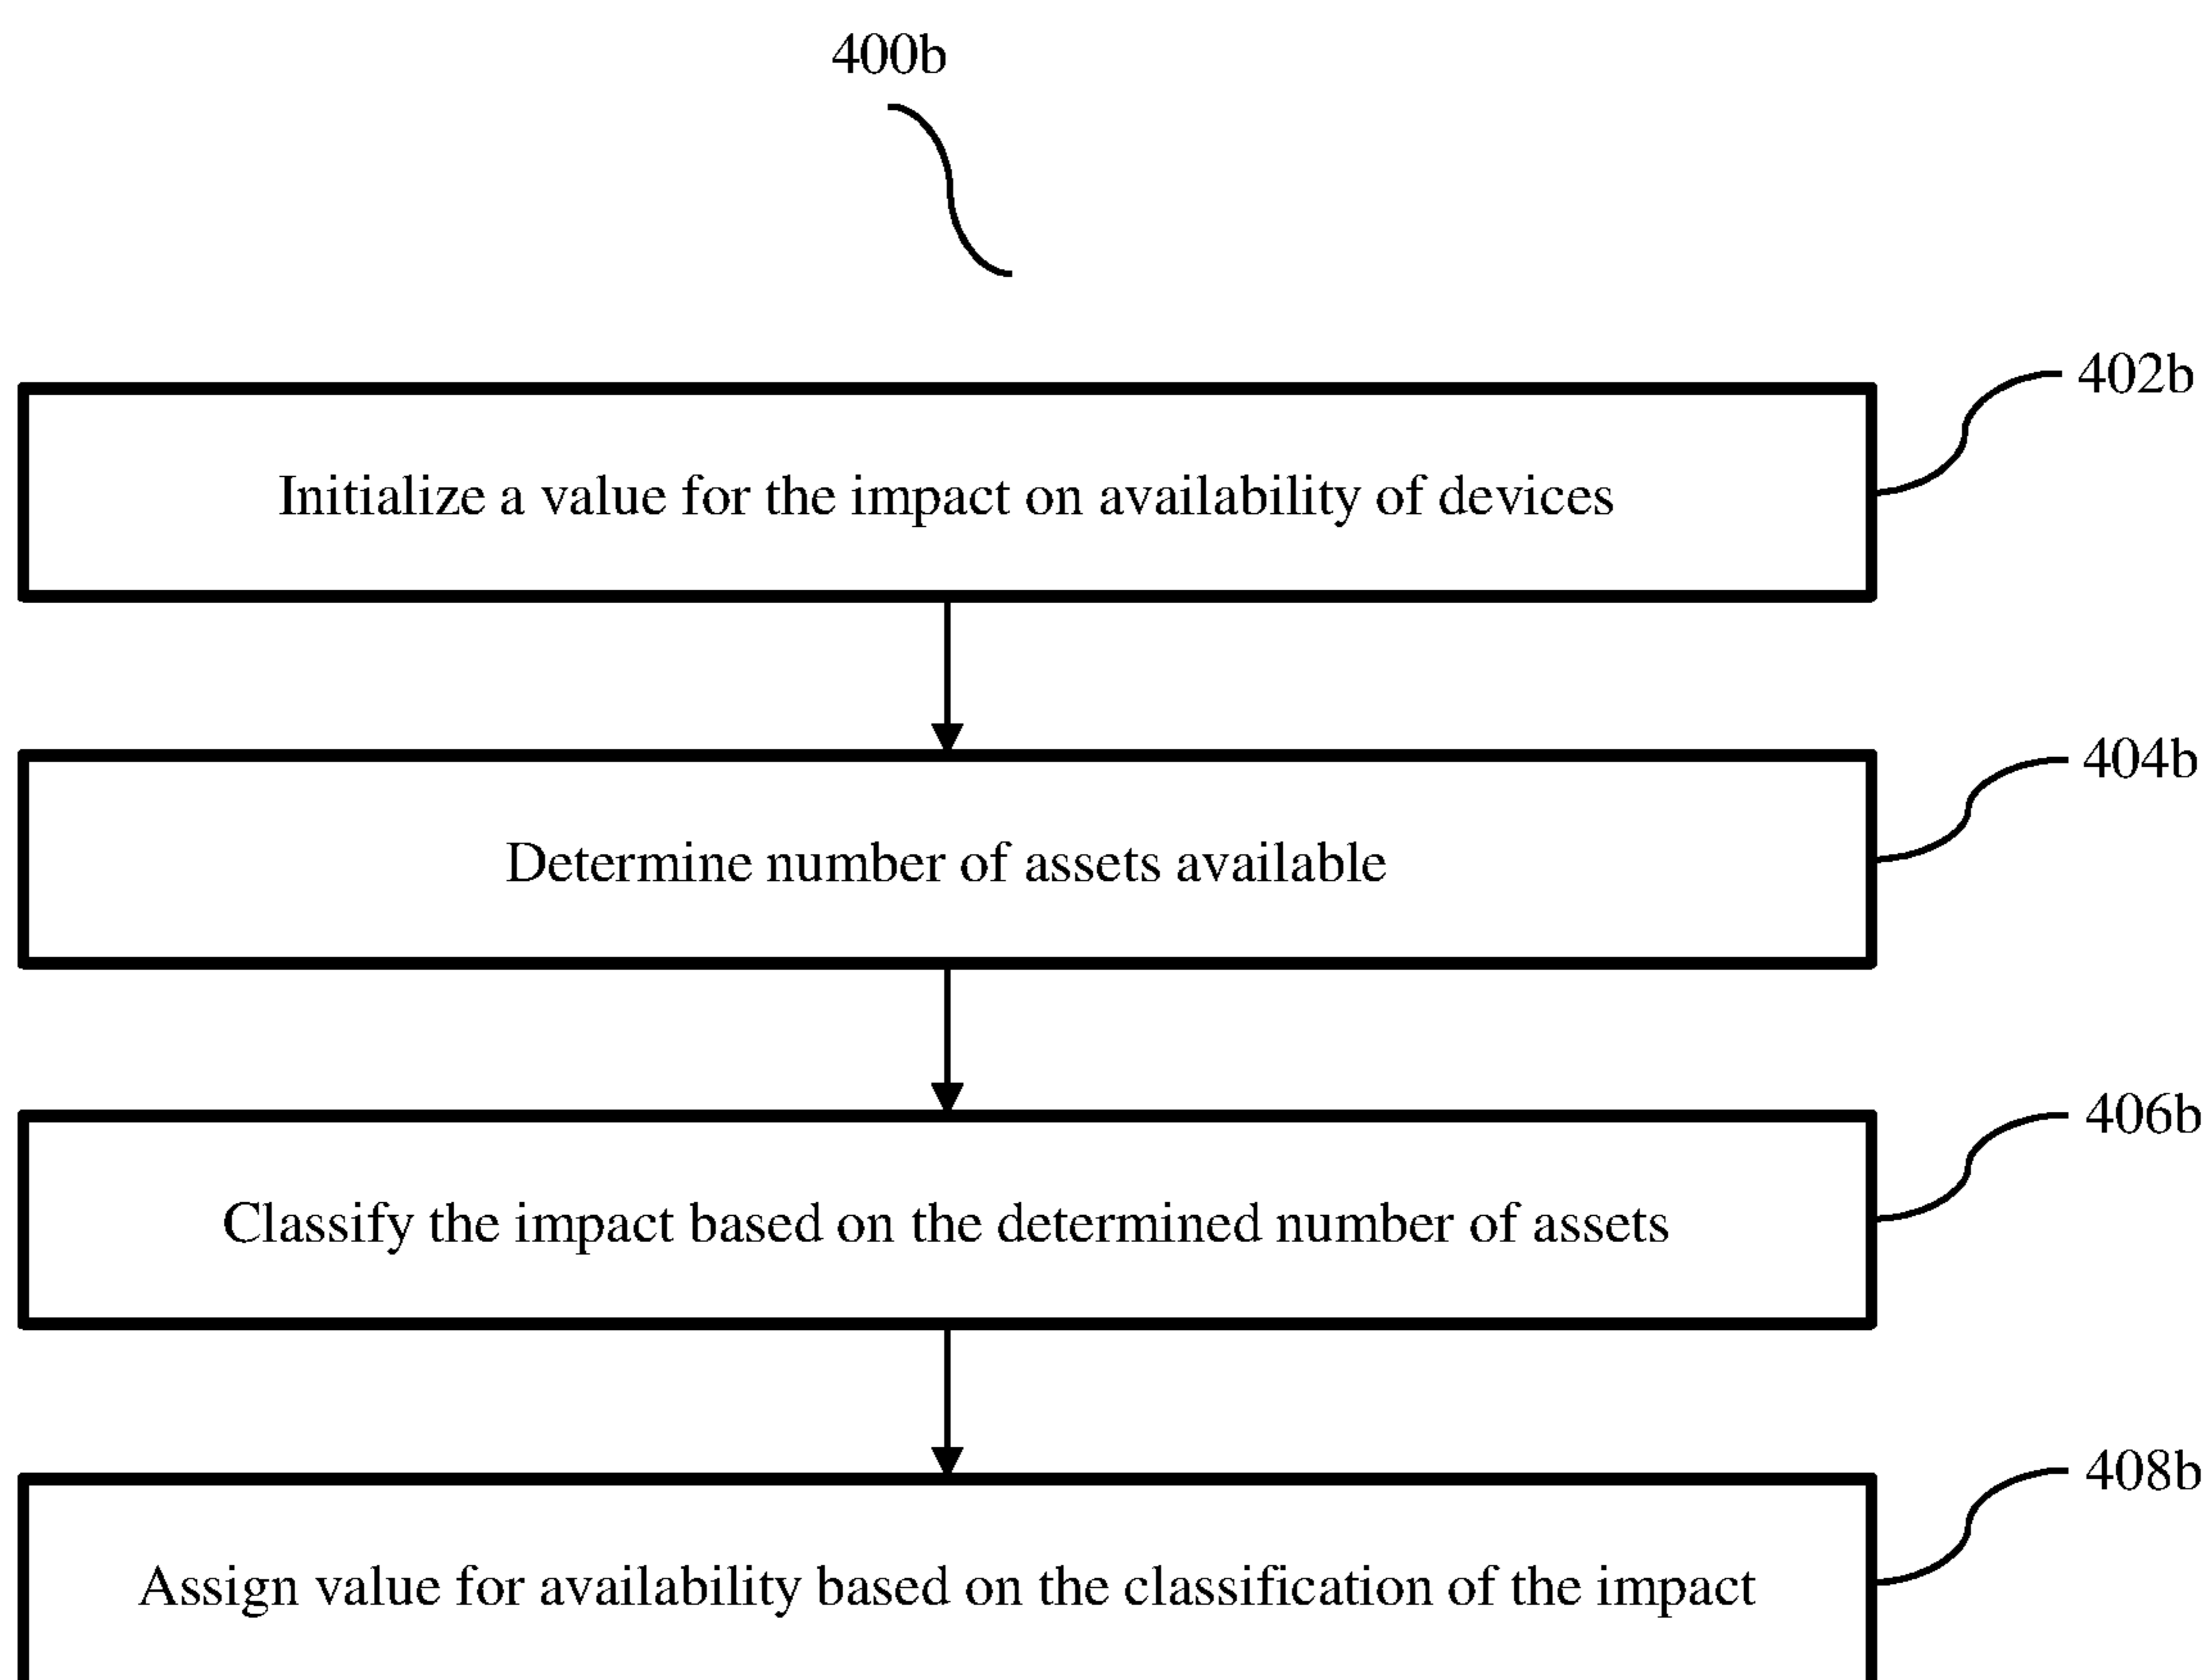 400b
402b
Initialize a value for the impact on availability of devices
404b
Determine number of assets available
406b
Classify the impact based on the determined number of assets
408b
Assign value for availability based on the classification of the impact